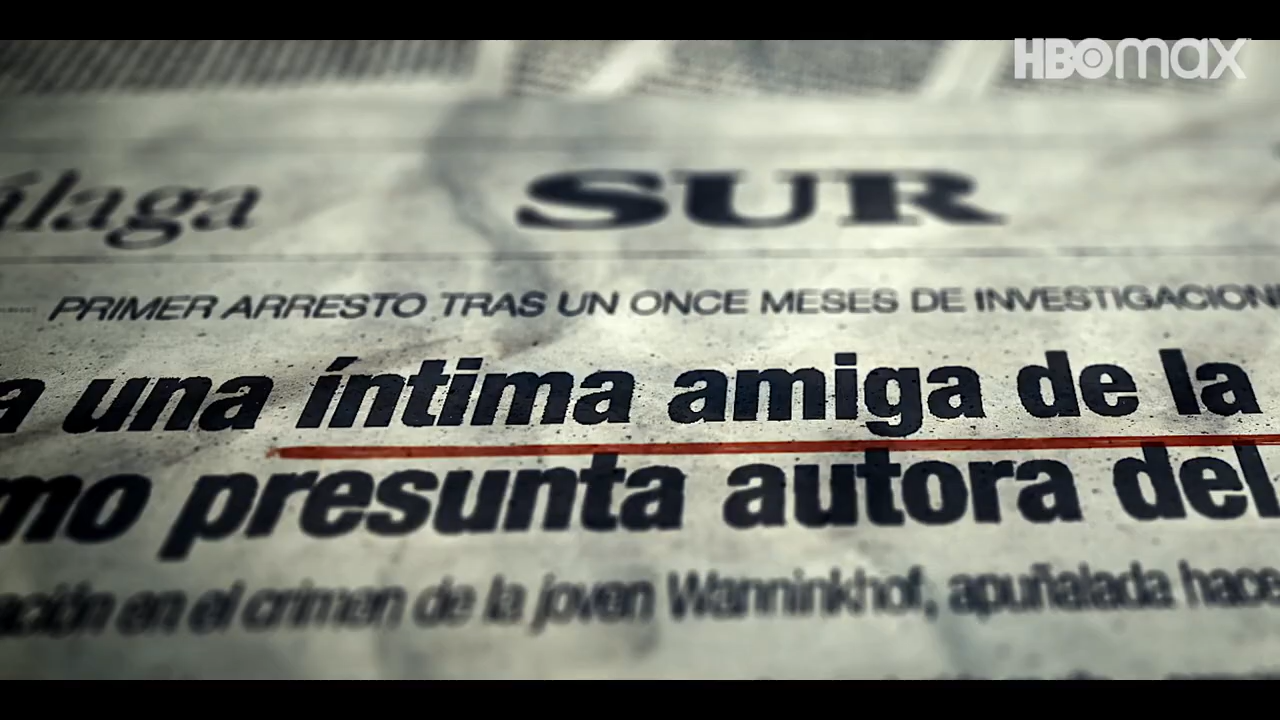 HBOMAX
álaga SUR
PRIMER ARRESTO TRAS UN ONCE MESES DE INVESTIGACION
a una íntima amiga de la
mo presunta autora del
ación en el crimen de la joven Wanninkhof, apuñalada hace